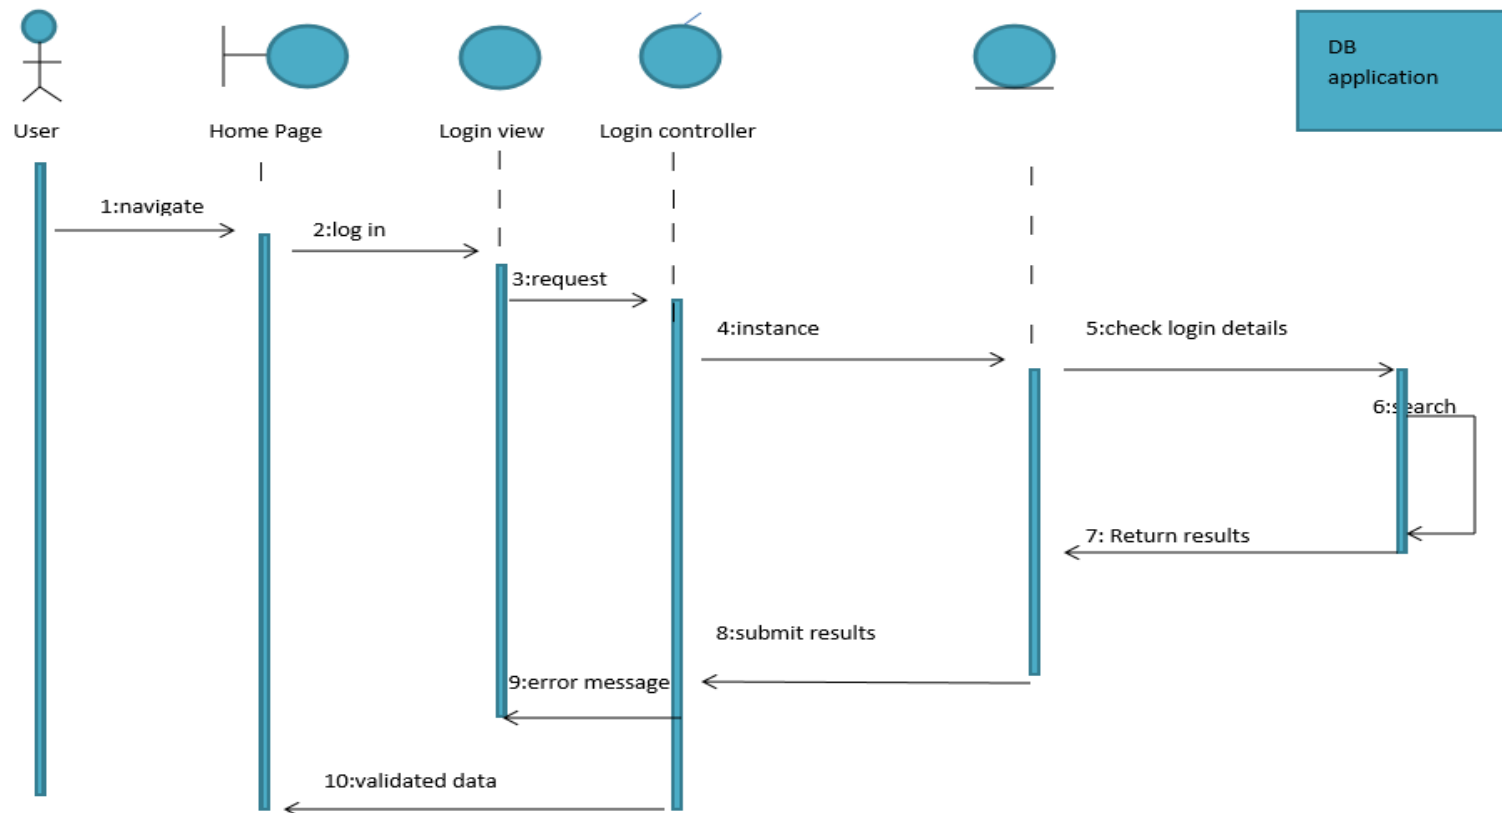 DB
application
User
Home Page
Login view
Login controller
1:navigate
2:log in
3:request
4:instance
5:check login details
6:search
7: Return results
8:submit results
9:error message
10:validated data